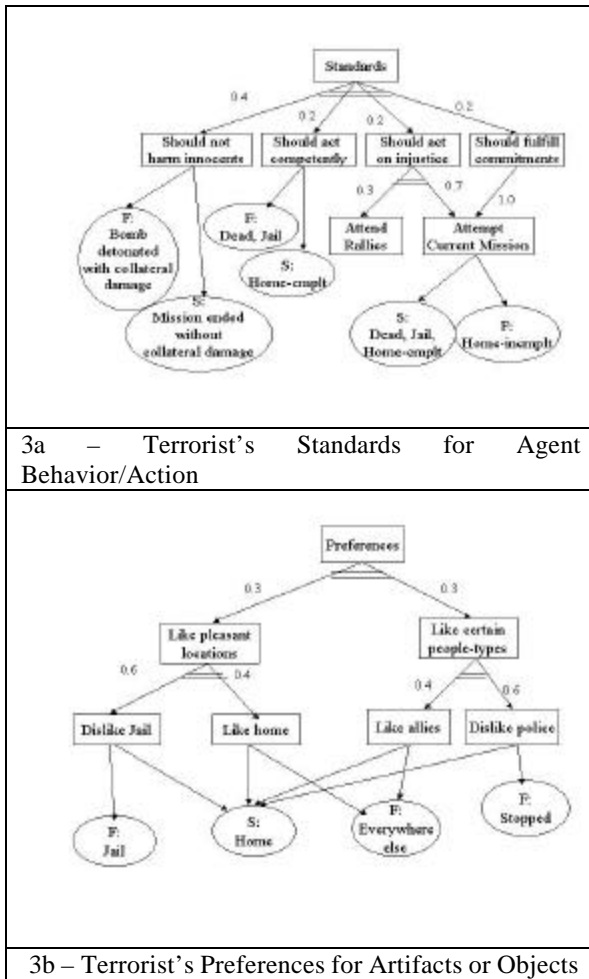 Standards
0.4
0.2
0.2
0.2
Should not
harm innocents
Should act
competently
Should act
on injustice
Should fulfill
commitments
0.3
0.7
1.0
F:
Bomb
detonated
with collateral
damage
F:
Dead, Jail
Attend
Rallies
Attempt
Current Mission
S:
Home-cmplt
S:
Mission ended
without
collateral damage
S:
Dead, Jail,
Home-cmplt
F:
Home-incmplt
3a – Terrorist's Standards for Agent
Behavior/Action
Preferences
0.3
0.3
Like pleasant
locations
Like certain
people-types
0.6
0.4
0.4
0.6
Dislike Jail
Like home
Like allies
Dislike police
F:
Jail
S:
Home
F:
Everywhere
else
F:
Stopped
3b – Terrorist's Preferences for Artifacts or Objects